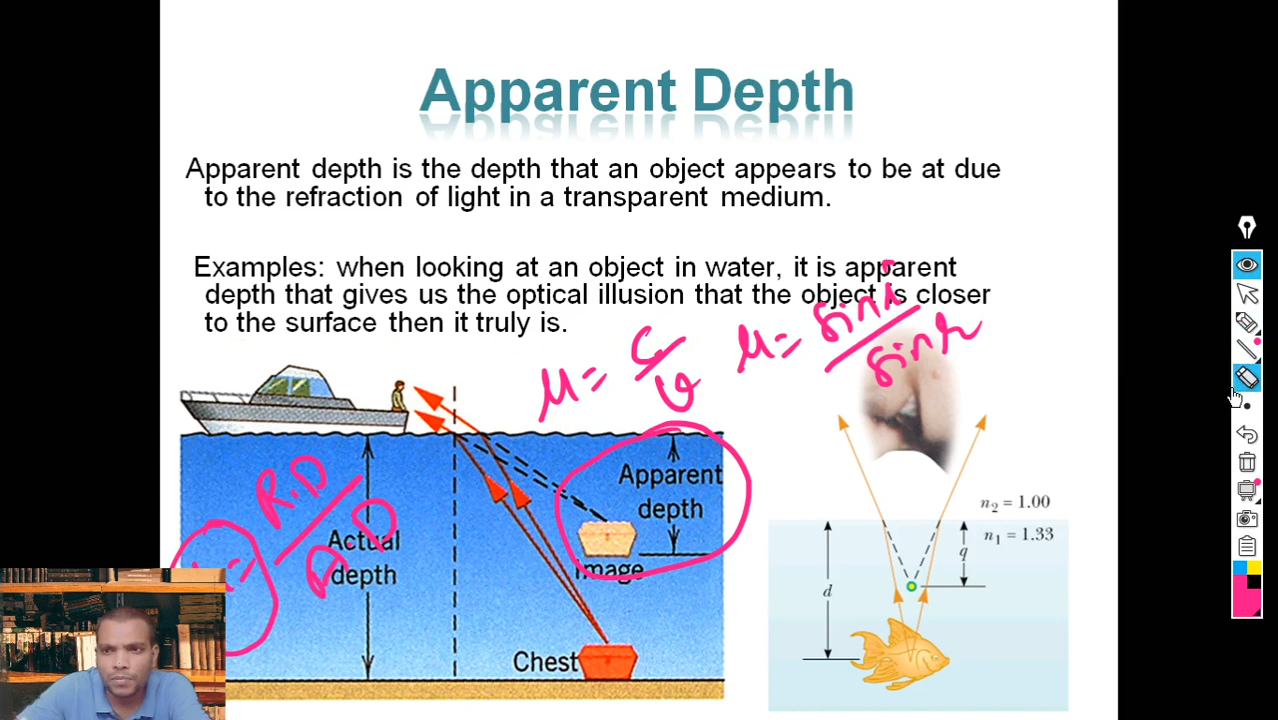 Apparent Depth
Apparent depth is the depth that an object appears to be at due
to the refraction of light in a transparent medium.
Examples: when looking at an object in water, it is apparent
depth that gives us the optical illusion that the object is closer
to the surface then it truly is.
μ = c/v
μ = sin i/sin r
R.D/A.D
Apparent
depth
Actual
depth
Image
Chest
n₂ = 1.00
n₁ = 1.33
q
d